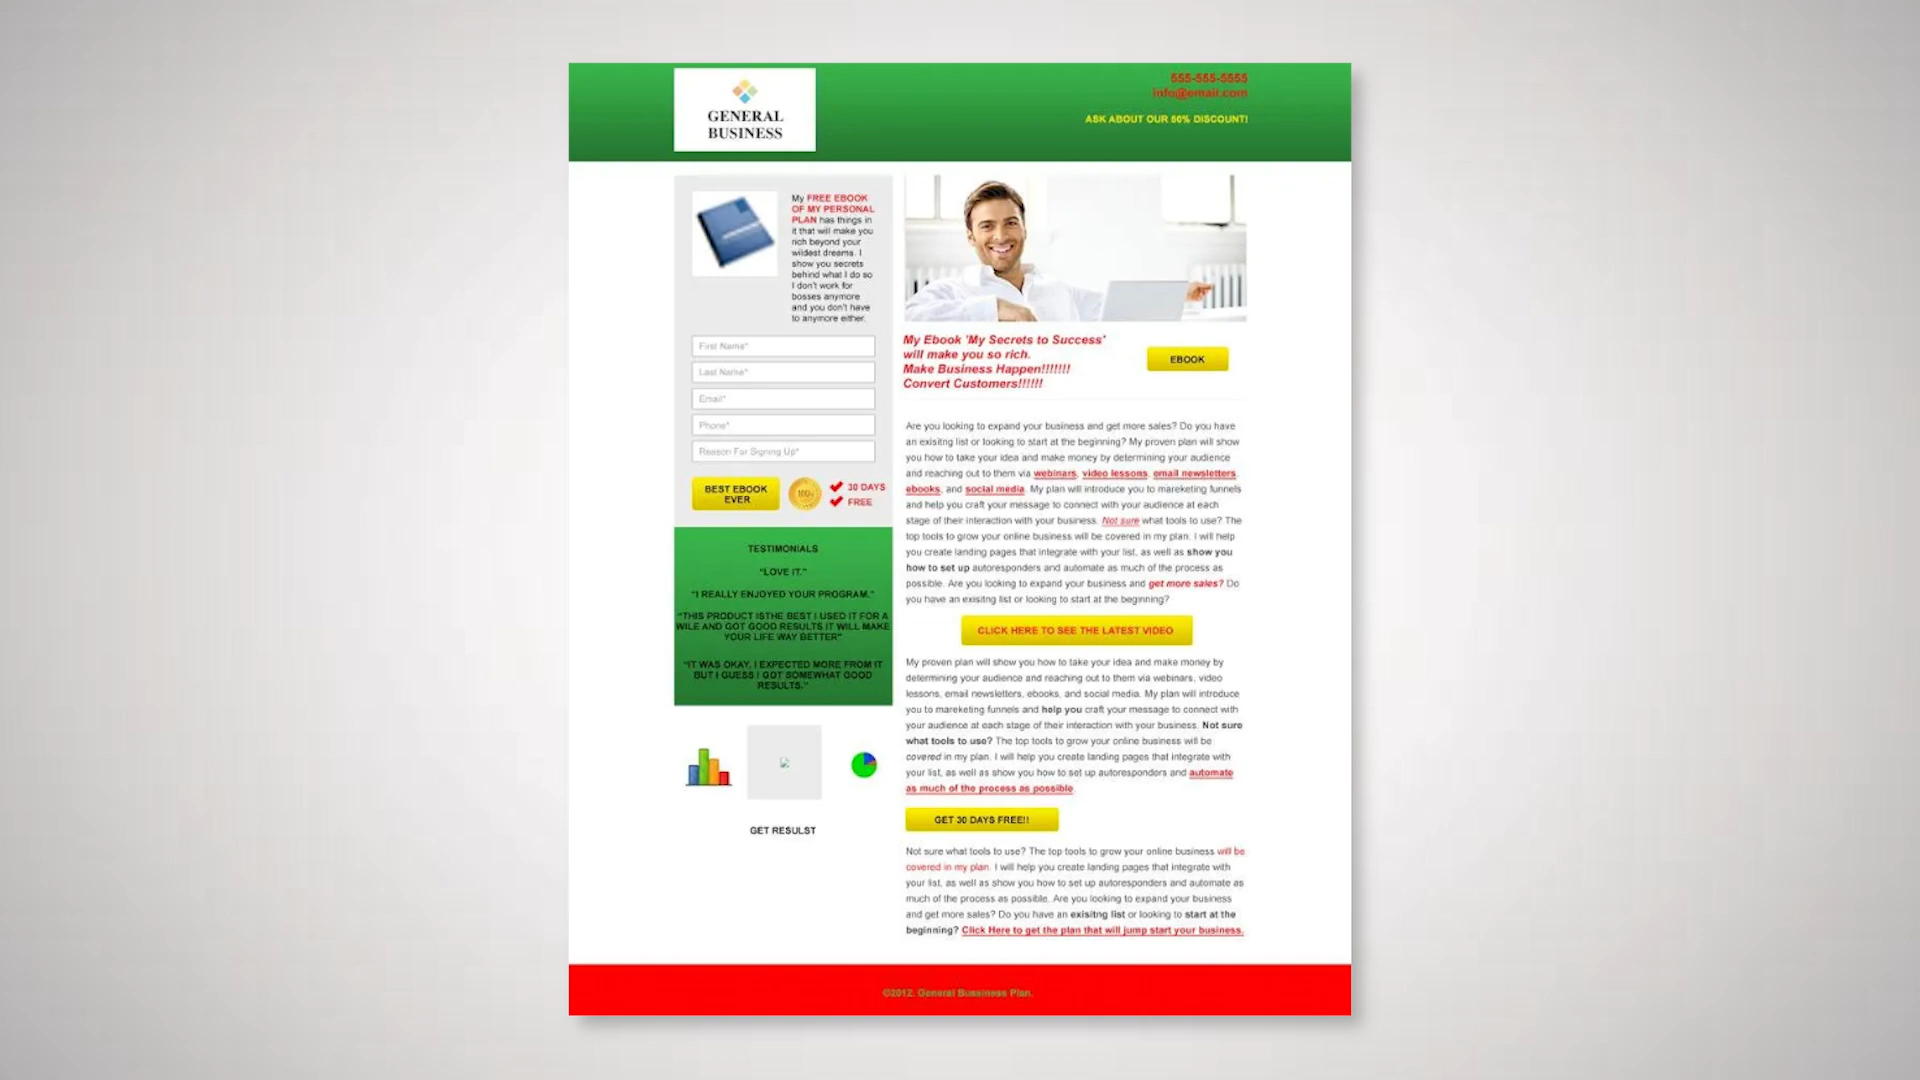 GENERAL
BUSINESS
555-555-5555
info@email.com
ASK ABOUT OUR 50% DISCOUNT!
My FREE EBOOK
OF MY PERSONAL
PLAN has things in
it that will make you
rich beyond your
wildest dreams. I
show you secrets
behind what I do so
I don't work for
bosses anymore
and you don't have
to anymore either.
First Name*
Last Name*
Email*
Phone*
Reason For Signing Up*
BEST EBOOK
EVER
100%
30 DAYS
FREE
TESTIMONIALS
"LOVE IT."
"I REALLY ENJOYED YOUR PROGRAM."
"THIS PRODUCT ISTHE BEST I USED IT FOR A
WILE AND GOT GOOD RESULTS IT WILL MAKE
YOUR LIFE WAY BETTER"
"IT WAS OKAY, I EXPECTED MORE FROM IT
BUT I GUESS I GOT SOMEWHAT GOOD
RESULTS."
GET RESULST
My Ebook 'My Secrets to Success'
will make you so rich.
Make Business Happen!!!!!!!
Convert Customers!!!!!!
EBOOK
Are you looking to expand your business and get more sales? Do you have
an exisitng list or looking to start at the beginning? My proven plan will show
you how to take your idea and make money by determining your audience
and reaching out to them via webinars, video lessons, email newsletters,
ebooks, and social media. My plan will introduce you to mareketing funnels
and help you craft your message to connect with your audience at each
stage of their interaction with your business. Not sure what tools to use? The
top tools to grow your online business will be covered in my plan. I will help
you create landing pages that integrate with your list, as well as show you
how to set up autoresponders and automate as much of the process as
possible. Are you looking to expand your business and get more sales? Do
you have an exisitng list or looking to start at the beginning?
CLICK HERE TO SEE THE LATEST VIDEO
My proven plan will show you how to take your idea and make money by
determining your audience and reaching out to them via webinars, video
lessons, email newsletters, ebooks, and social media. My plan will introduce
you to mareketing funnels and help you craft your message to connect with
your audience at each stage of their interaction with your business. Not sure
what tools to use? The top tools to grow your online business will be
covered in my plan. I will help you create landing pages that integrate with
your list, as well as show you how to set up autoresponders and automate
as much of the process as possible.
GET 30 DAYS FREE!!
Not sure what tools to use? The top tools to grow your online business will be
covered in my plan. I will help you create landing pages that integrate with
your list, as well as show you how to set up autoresponders and automate as
much of the process as possible. Are you looking to expand your business
and get more sales? Do you have an exisitng list or looking to start at the
beginning? Click Here to get the plan that will jump start your business.
©2012. General Bussiness Plan.